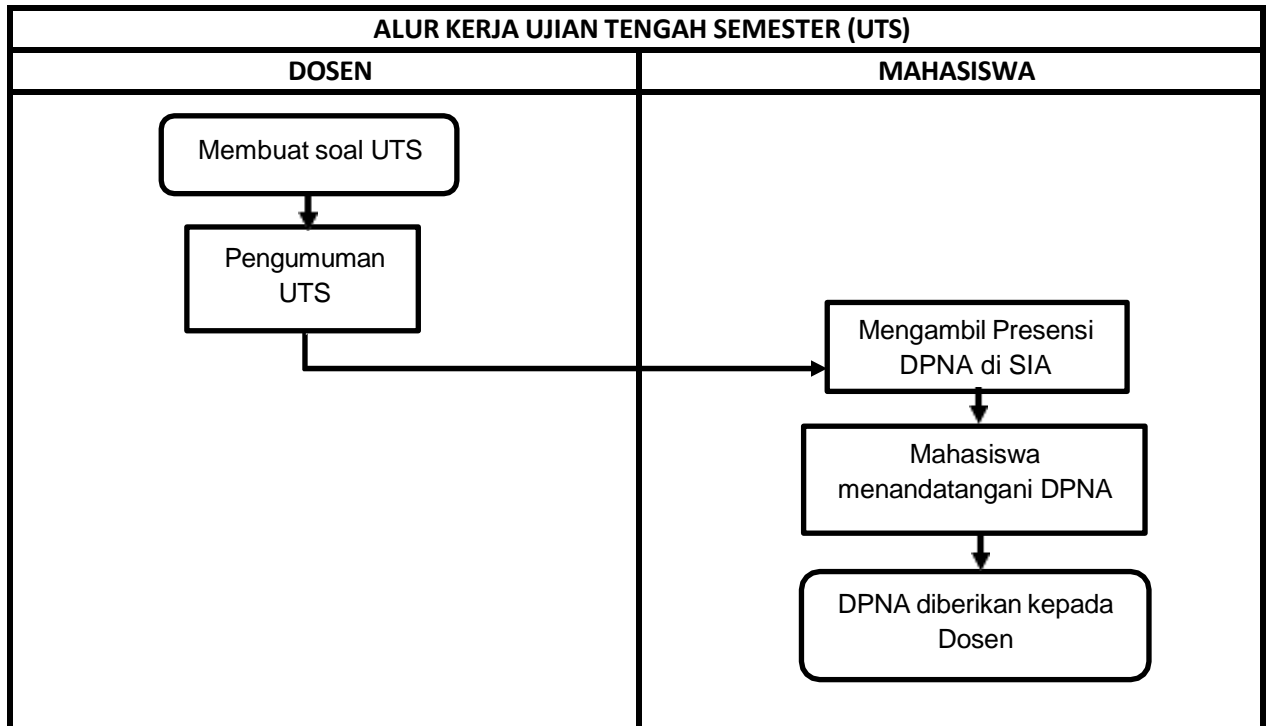 ALUR KERJA UJIAN TENGAH SEMESTER (UTS)
DOSEN
MAHASISWA
Membuat soal UTS
Pengumuman
UTS
Mengambil Presensi
DPNA di SIA
Mahasiswa
menandatangani DPNA
DPNA diberikan kepada
Dosen